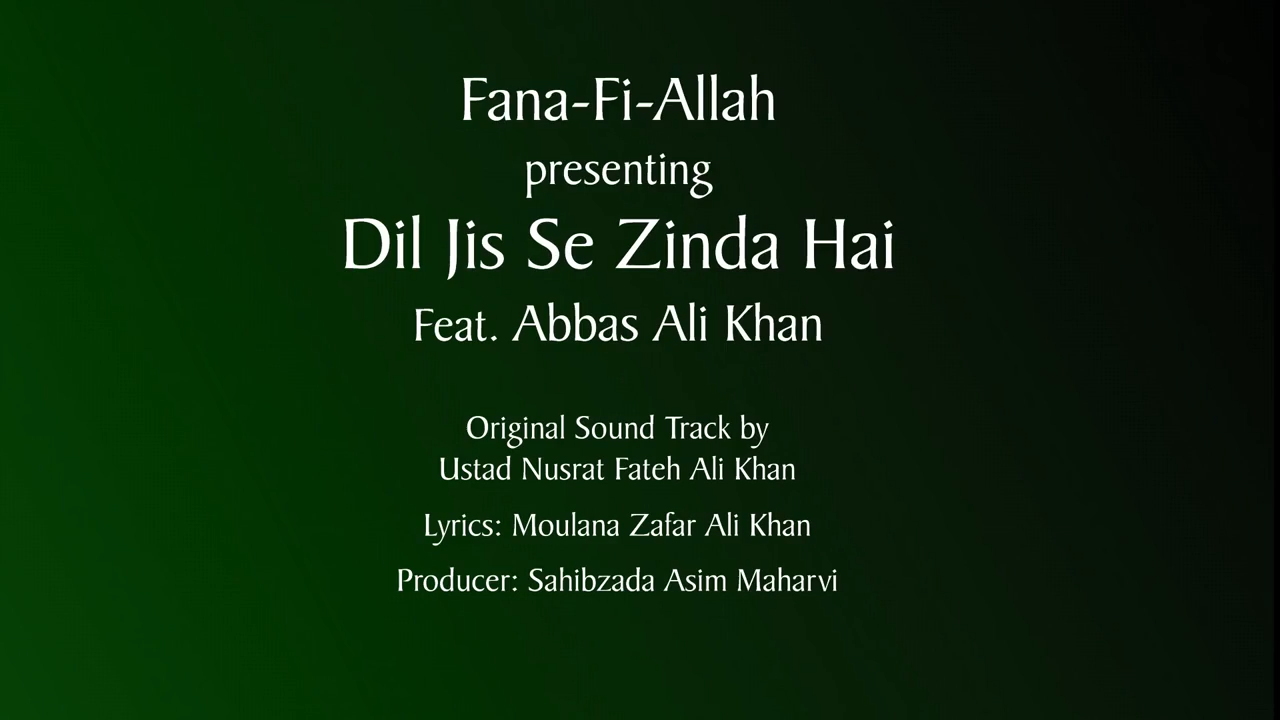 Fana-Fi-Allah
presenting
Dil Jis Se Zinda Hai
Feat. Abbas Ali Khan
Original Sound Track by
Ustad Nusrat Fateh Ali Khan
Lyrics: Moulana Zafar Ali Khan
Producer: Sahibzada Asim Maharvi